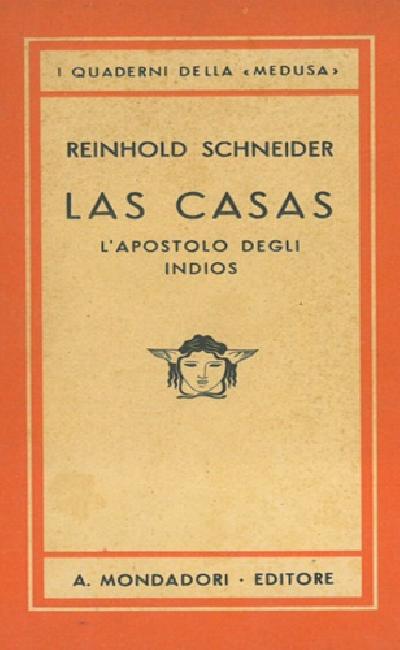 I QUADERNI DELLA «MEDUSA»
REINHOLD SCHNEIDER
LAS CASAS
L'APOSTOLO DEGLI
INDIOS
A. MONDADORI · EDITORE